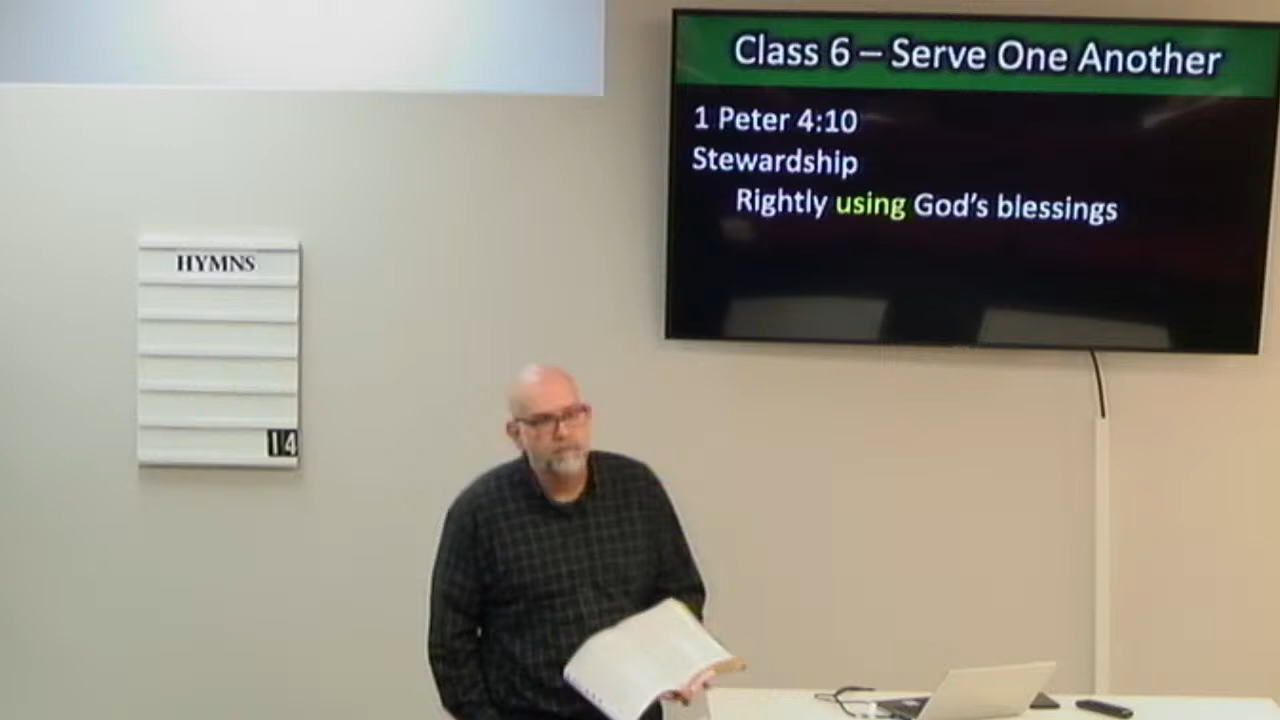 Class 6 – Serve One Another
1 Peter 4:10
Stewardship
Rightly using God's blessings
HYMNS
14